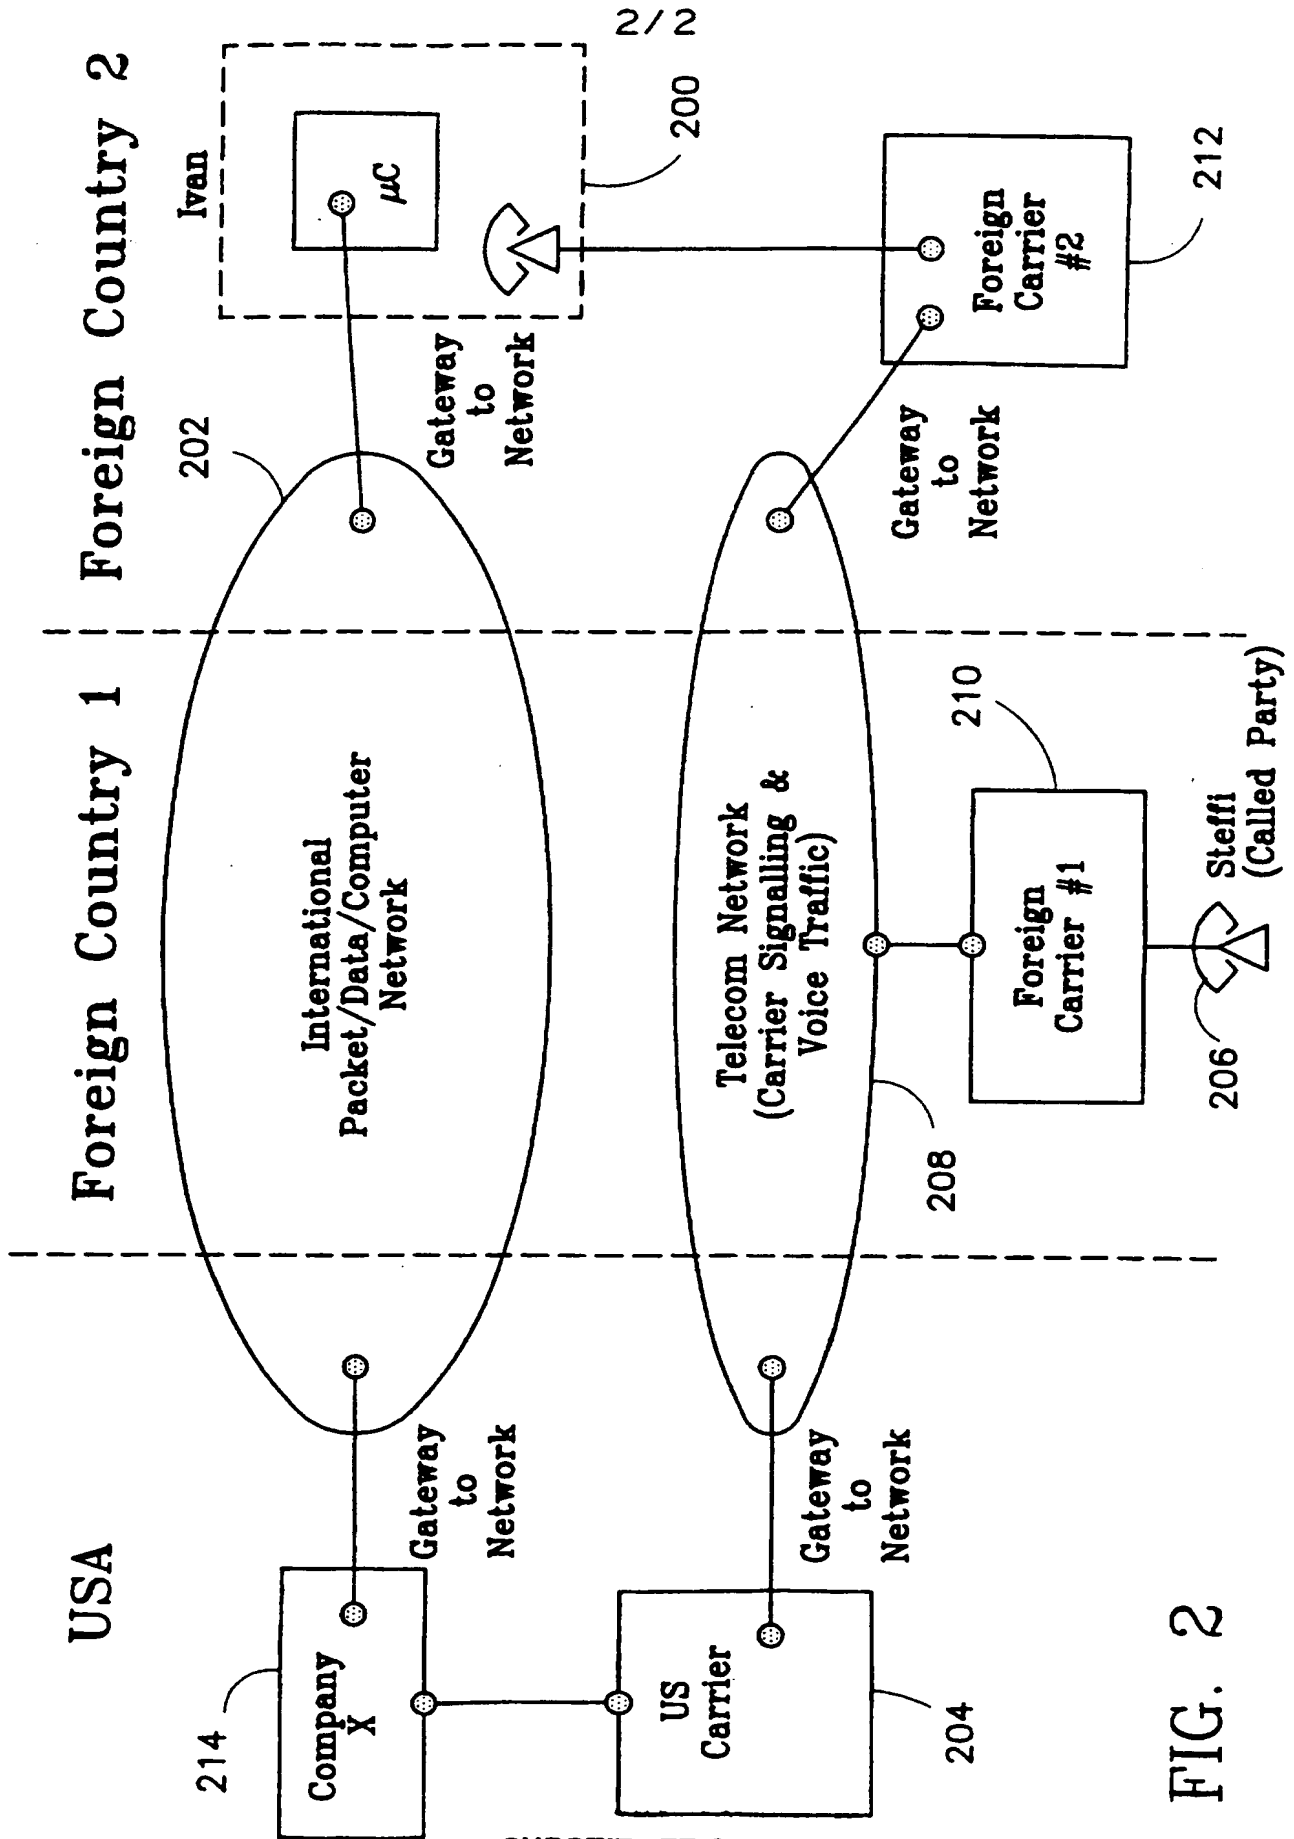 2/2
USA
Foreign Country 1
Foreign Country 2
214
Company
X
Gateway
to
Network
International
Packet/Data/Computer
Network
202
Ivan
µC
Gateway
to
Network
200
US
Carrier
204
Gateway
to
Network
Telecom Network
(Carrier Signalling &
Voice Traffic)
208
Foreign
Carrier #1
210
206
Steffi
(Called Party)
Gateway
to
Network
Foreign
Carrier
#2
212
FIG. 2